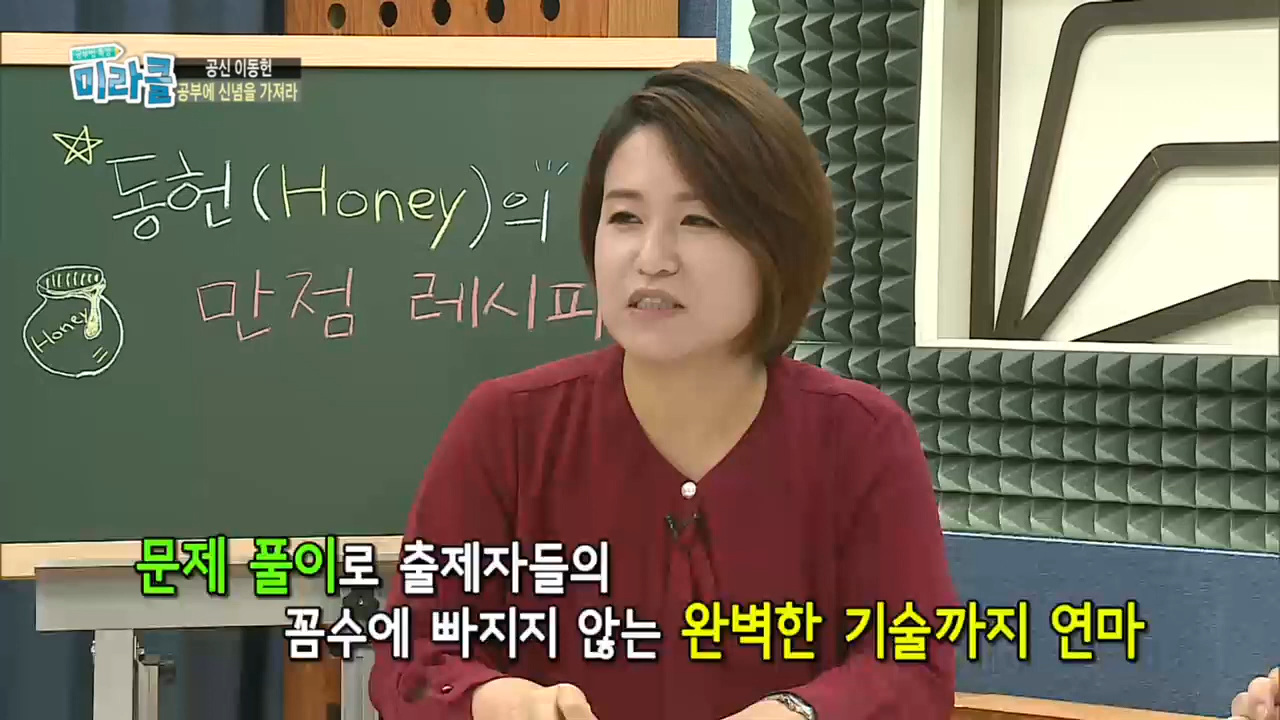 미라클
공신 이동헌
공부에 신념을 가져라
동헌(Honey)의
만점 레시피
Honey
문제 풀이로 출제자들의
꼼수에 빠지지 않는 완벽한 기술까지 연마